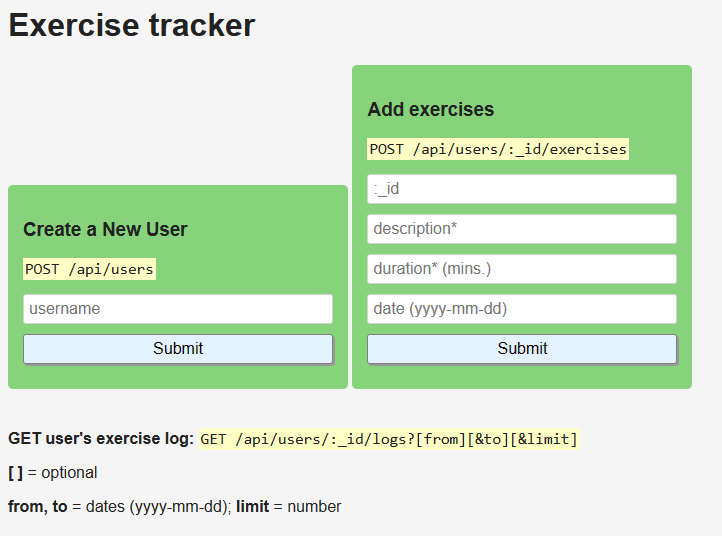 Exercise tracker
Create a New User
POST /api/users
username
Submit
Add exercises
POST /api/users/:_id/exercises
:_id
description*
duration* (mins.)
date (yyyy-mm-dd)
Submit
GET user's exercise log: GET /api/users/:_id/logs?[from][&to][&limit]
[ ] = optional
from, to = dates (yyyy-mm-dd); limit = number